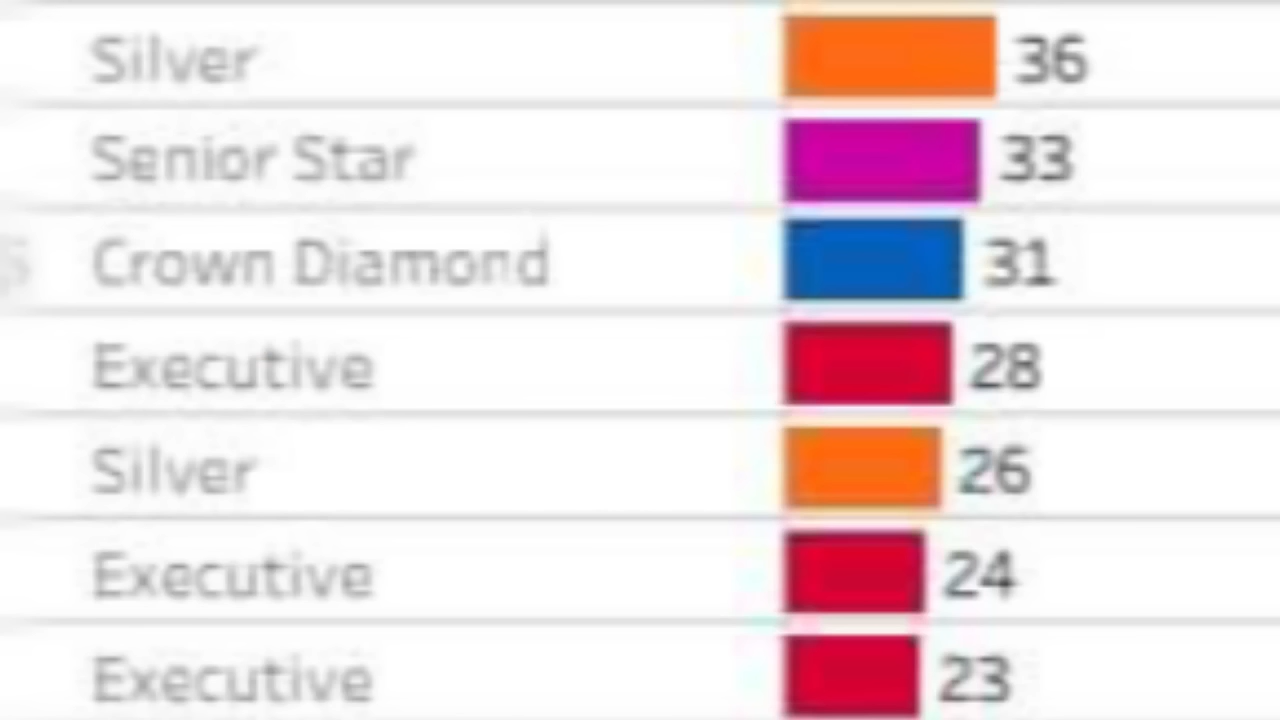 Silver 36
Senior Star 33
Crown Diamond 31
Executive 28
Silver 26
Executive 24
Executive 23